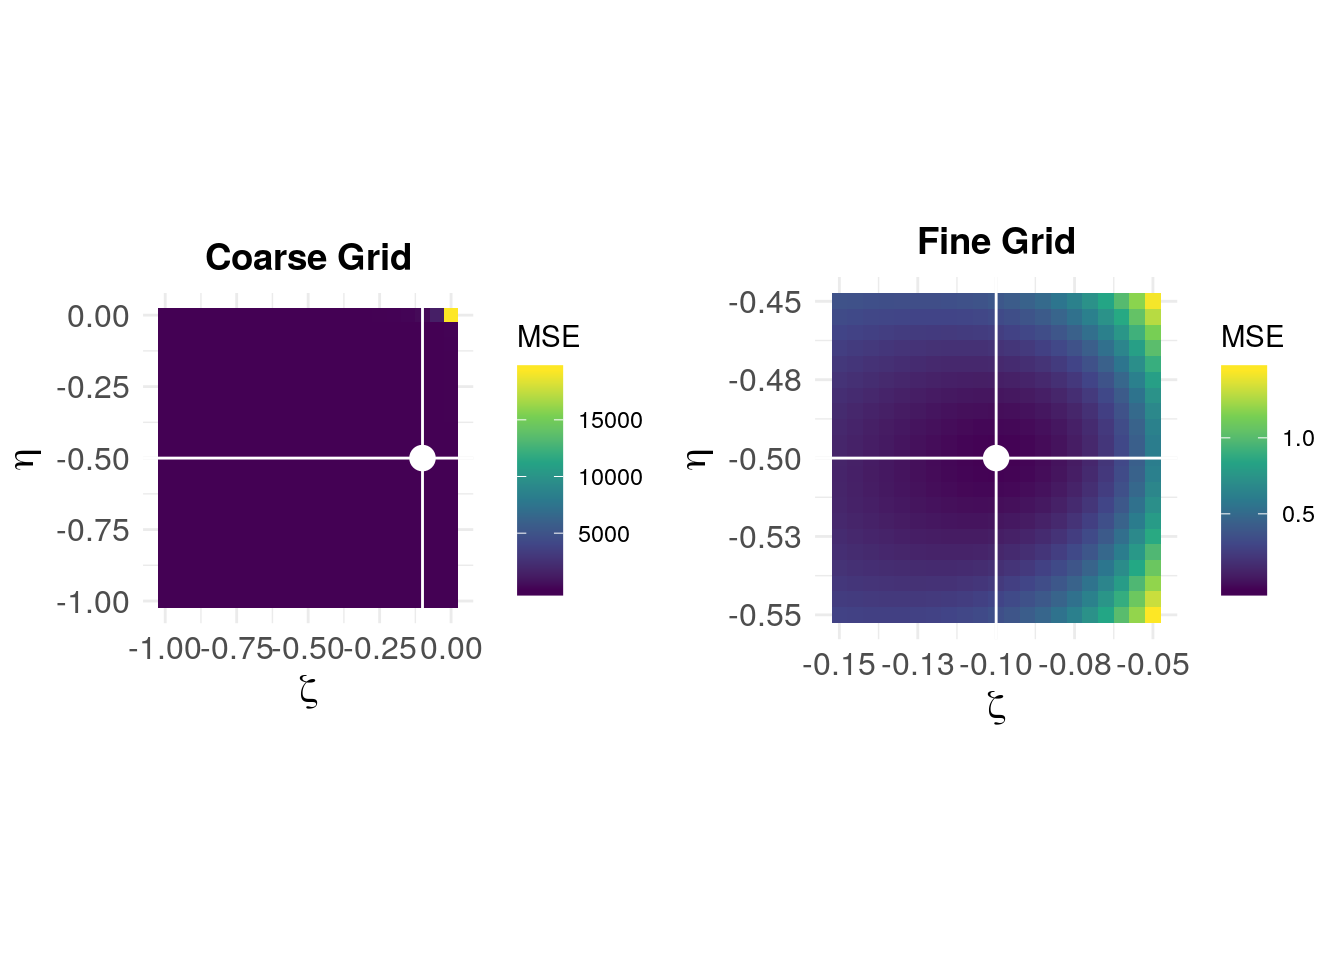 Coarse Grid
0.00
-0.25
-0.50
-0.75
-1.00
η
-1.00 -0.75 -0.50 -0.25 0.00
ζ
MSE
15000
10000
5000
Fine Grid
-0.45
-0.48
-0.50
-0.53
-0.55
η
-0.15 -0.13 -0.10 -0.08 -0.05
ζ
MSE
1.0
0.5